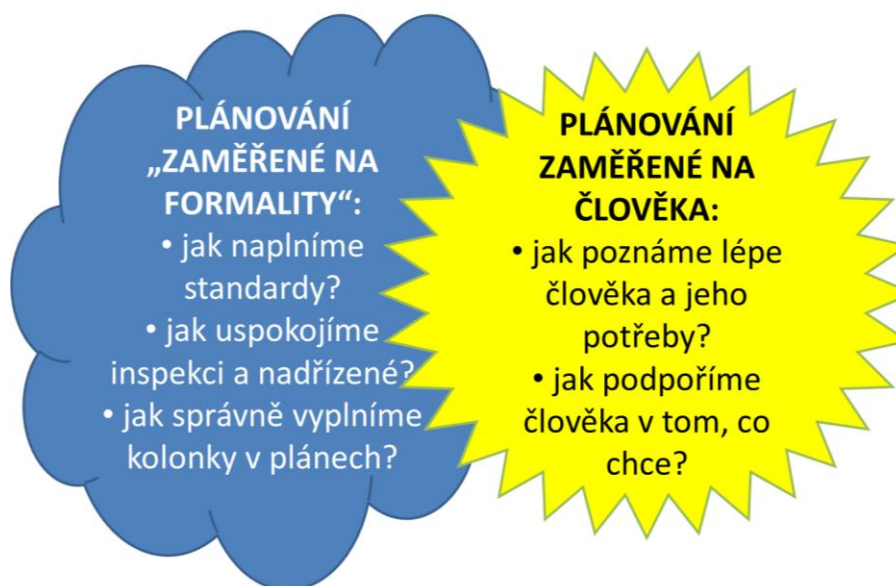 PLÁNOVÁNÍ
„ZAMĚŘENÉ NA
FORMALITY“:
• jak naplníme
standardy?
• jak uspokojíme
inspekci a nadřízené?
• jak správně vyplníme
kolonky v plánech?
PLÁNOVÁNÍ
ZAMĚŘENÉ NA
ČLOVĚKA:
• jak poznáme lépe
člověka a jeho
potřeby?
• jak podpoříme
člověka v tom, co
chce?